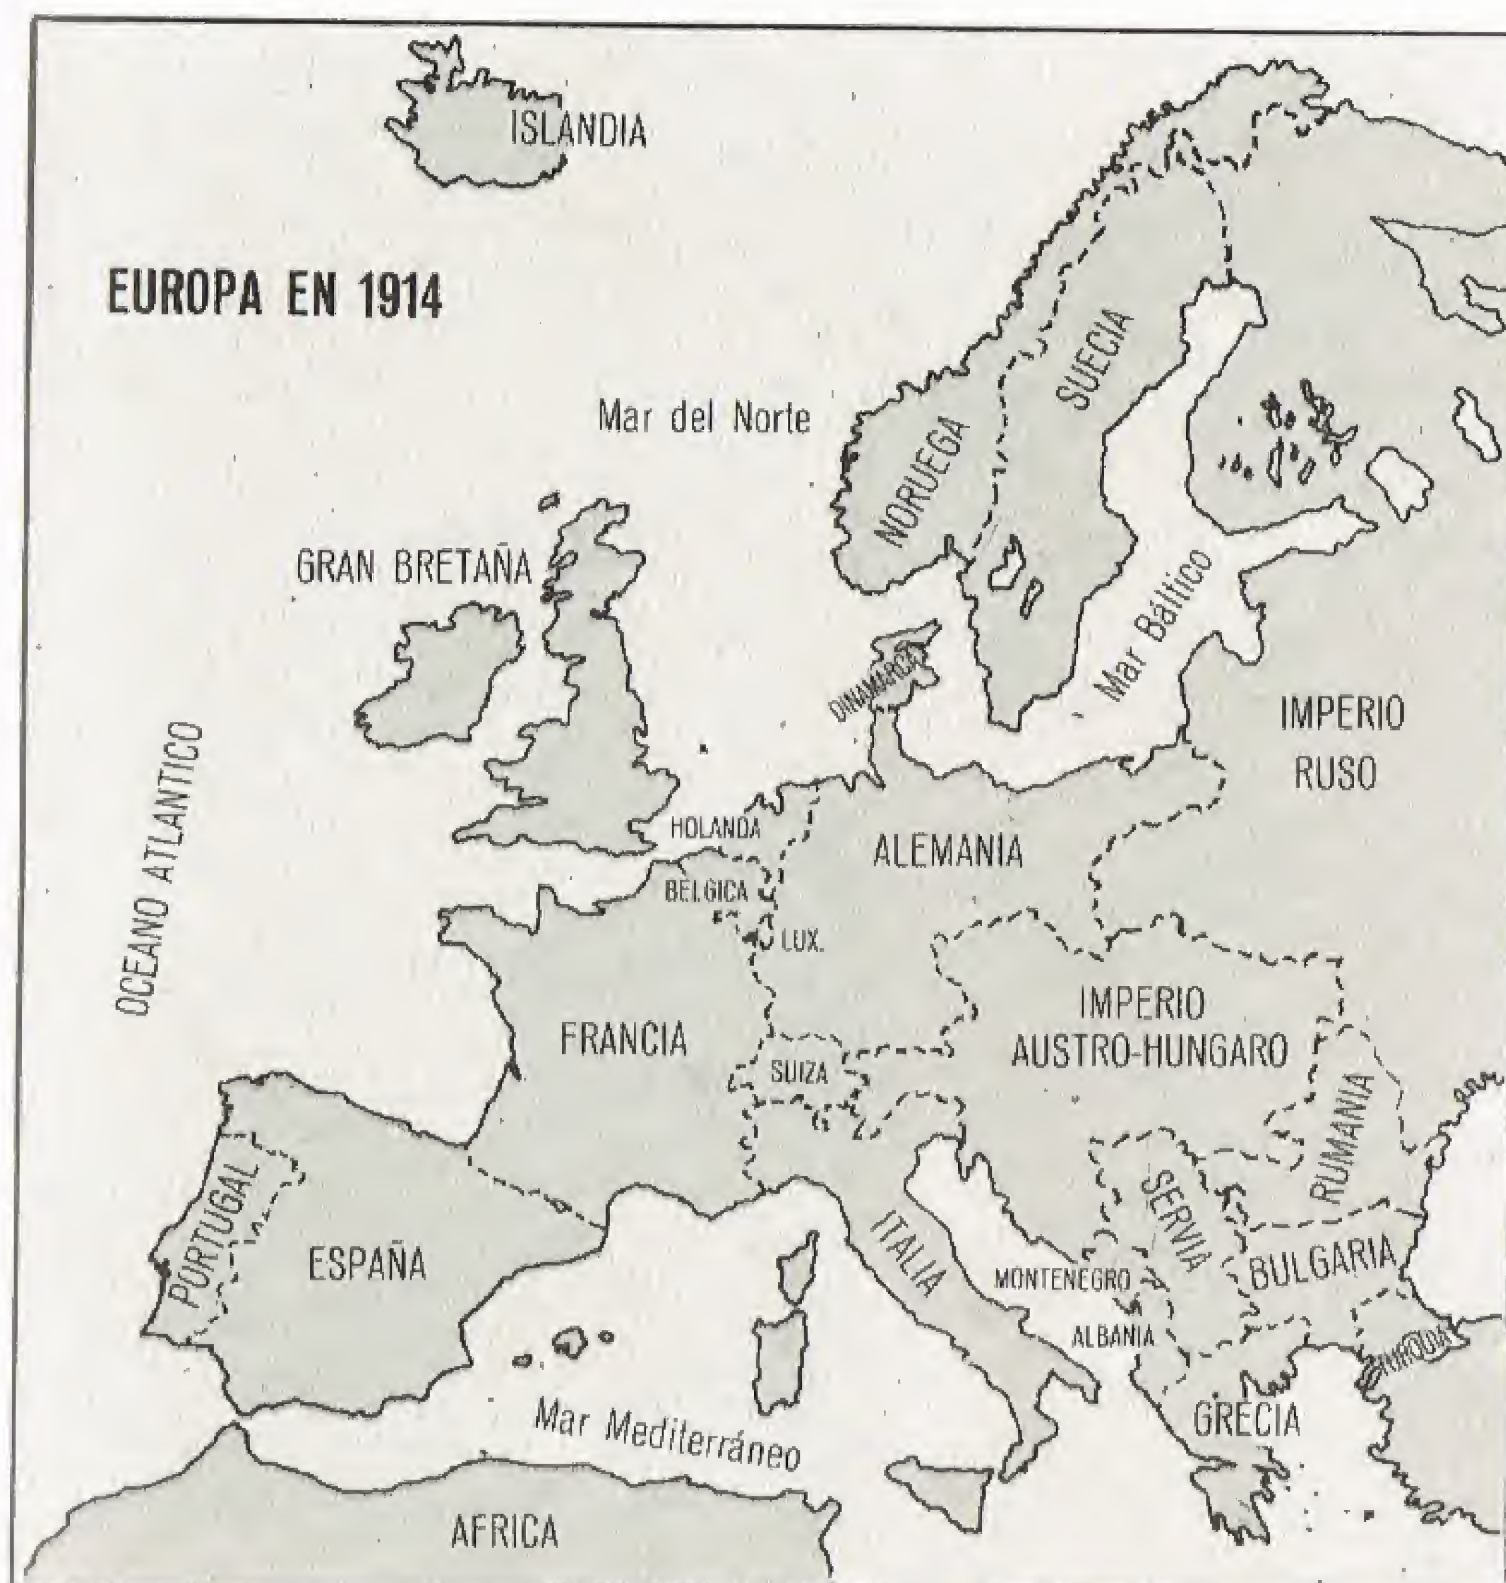 ISLANDIA
EUROPA EN 1914
SUECIA
Mar del Norte
NORUEGA
GRAN BRETAÑA
Mar Báltico
DINAMARCA
IMPERIO
RUSO
OCEANO ATLANTICO
HOLANDA
ALEMANIA
BELGICA
LUX.
IMPERIO
AUSTRO-HUNGARO
FRANCIA
SUIZA
RUMANIA
PORTUGAL
SERVIA
ESPAÑA
ITALIA
BULGARIA
MONTENEGRO
ALBANIA
TURQUIA
GRECIA
Mar Mediterráneo
AFRICA